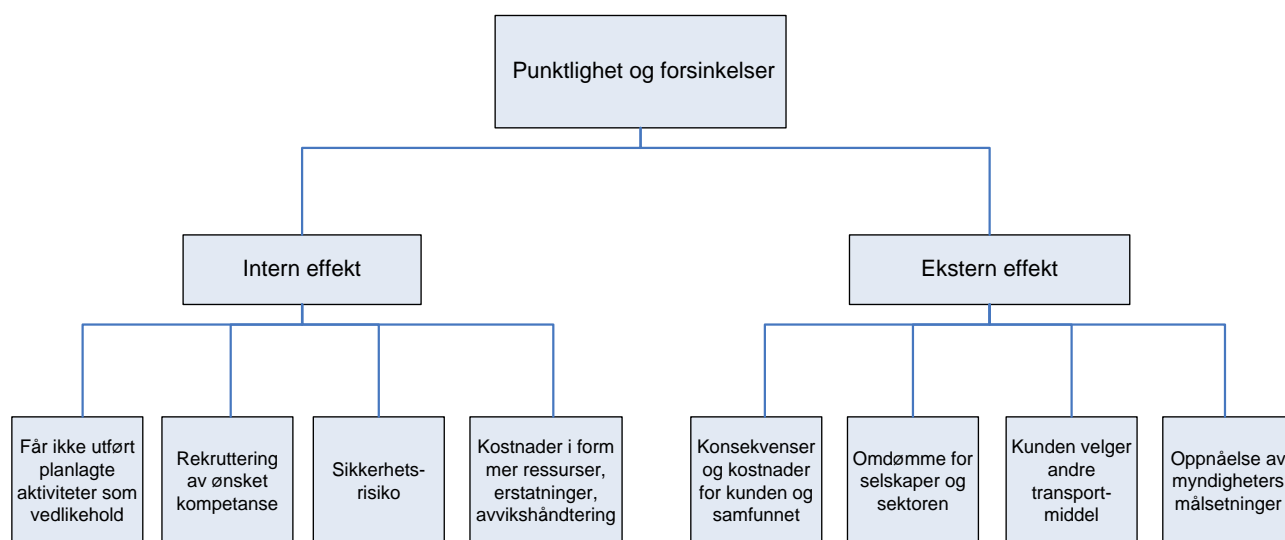 Punktlighet og forsinkelser
Intern effekt
Ekstern effekt
Får ikke utført
planlagte
aktiviteter som
vedlikehold
Rekruttering
av ønsket
kompetanse
Sikkerhets-
risiko
Kostnader i form
mer ressurser,
erstatninger,
avvikshåndtering
Konsekvenser
og kostnader
for kunden og
samfunnet
Omdømme for
selskaper og
sektoren
Kunden velger
andre
transport-
middel
Oppnåelse av
myndigheters
målsetninger